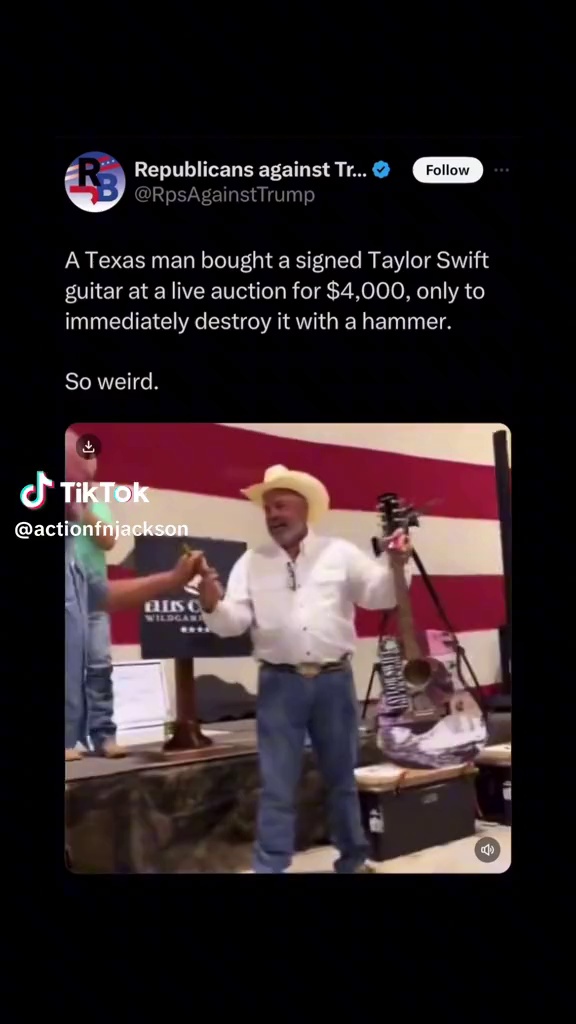 Republicans against Tr...
Follow
@RpsAgainstTrump
A Texas man bought a signed Taylor Swift
guitar at a live auction for $4,000, only to
immediately destroy it with a hammer.
So weird.
TikTok
@actionfnjackson
ELLIS